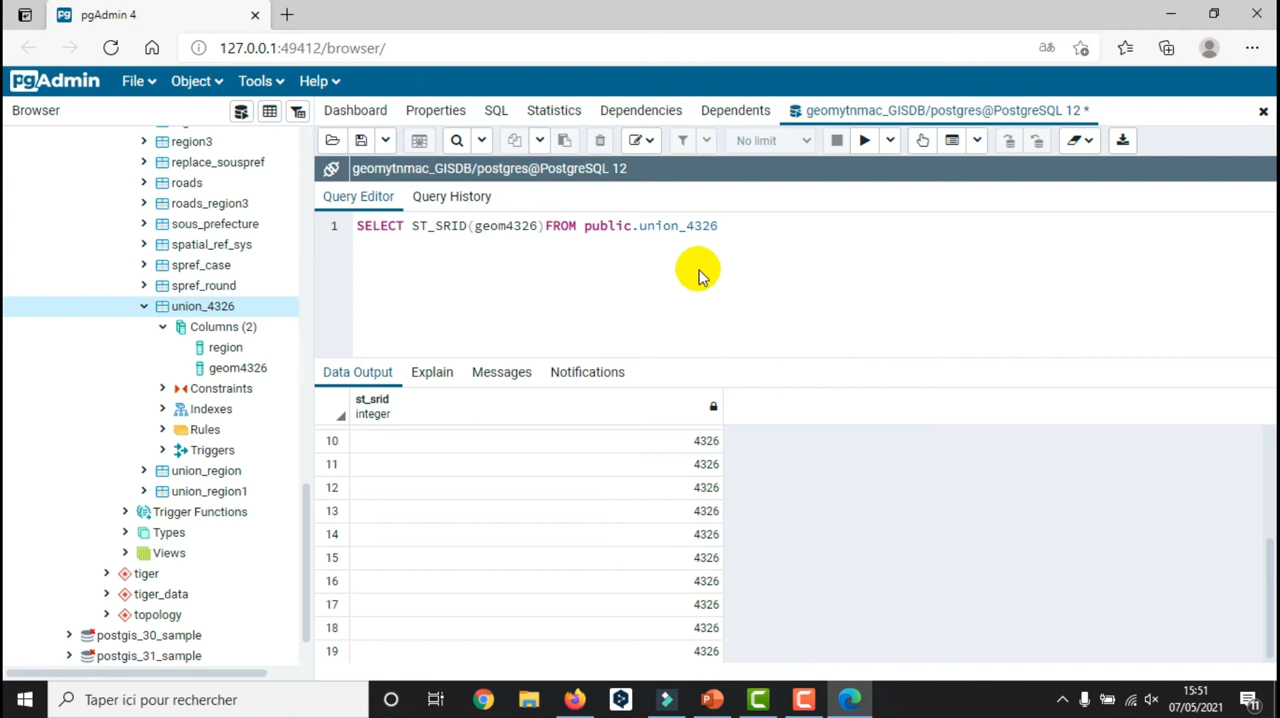 pgAdmin 4
127.0.0.1:49412/browser/
pgAdmin File Object Tools Help
Browser
Dashboard Properties SQL Statistics Dependencies Dependents geomytnmac_GISDB/postgres@PostgreSQL 12 *
No limit
geomytnmac_GISDB/postgres@PostgreSQL 12
Query Editor Query History
1 SELECT ST_SRID(geom4326)FROM public.union_4326
region3
replace_souspref
roads
roads_region3
sous_prefecture
spatial_ref_sys
spref_case
spref_round
union_4326
Columns (2)
region
geom4326
Constraints
Indexes
Rules
Triggers
union_region
union_region1
Trigger Functions
Types
Views
tiger
tiger_data
topology
postgis_30_sample
postgis_31_sample
Data Output Explain Messages Notifications
st_srid
integer
10 4326
11 4326
12 4326
13 4326
14 4326
15 4326
16 4326
17 4326
18 4326
19 4326
Taper ici pour rechercher
15:51
07/05/2021
11